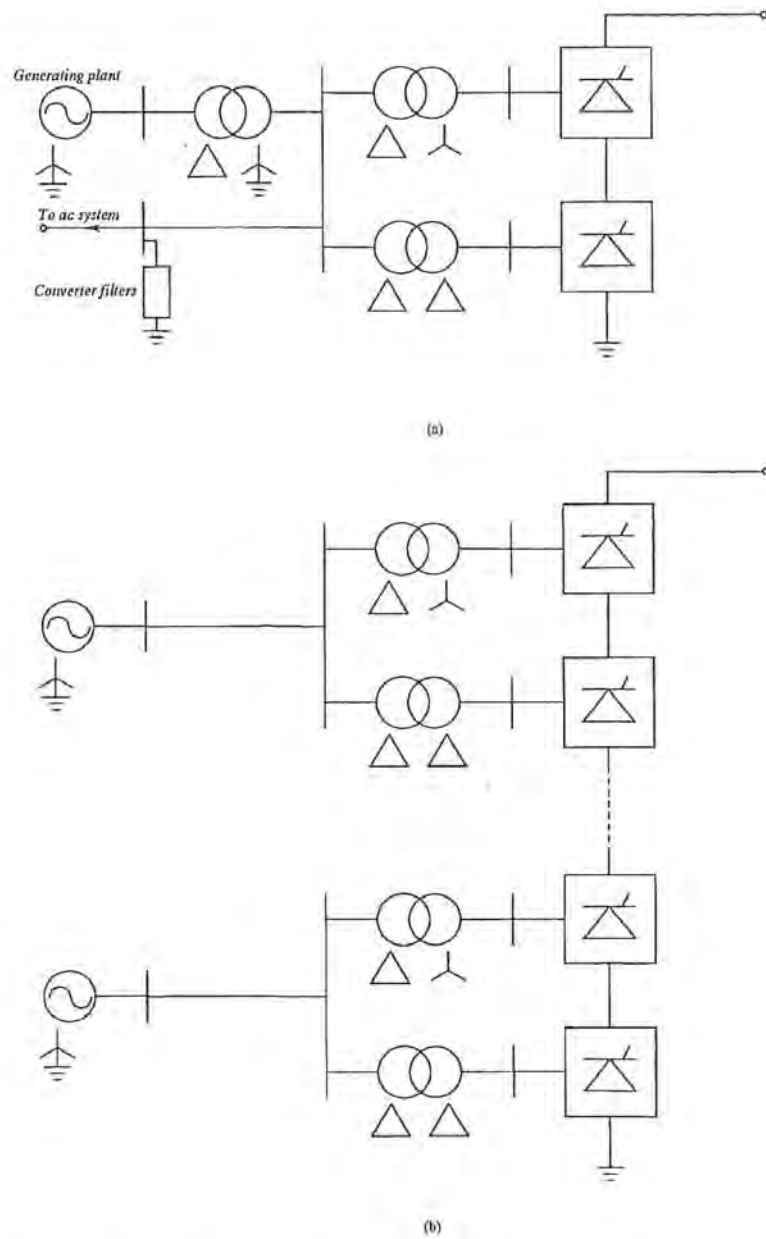 Generating plant
To ac system
Converter filters
(a)
(b)